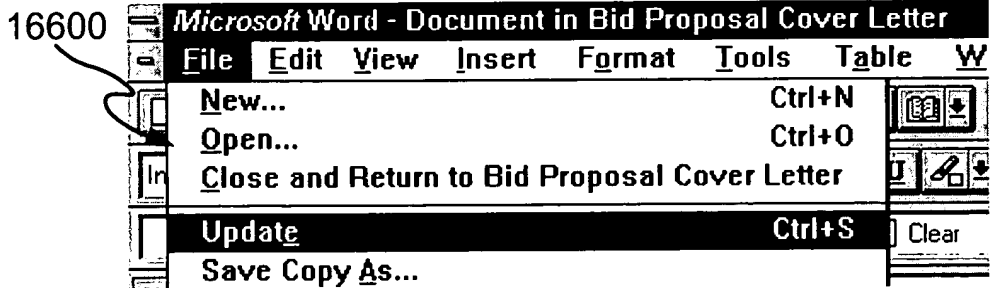 16600
Microsoft Word - Document in Bid Proposal Cover Letter
File Edit View Insert Format Tools Table W
New... Ctrl+N
Open... Ctrl+O
Close and Return to Bid Proposal Cover Letter
Update Ctrl+S
Clear
Save Copy As...